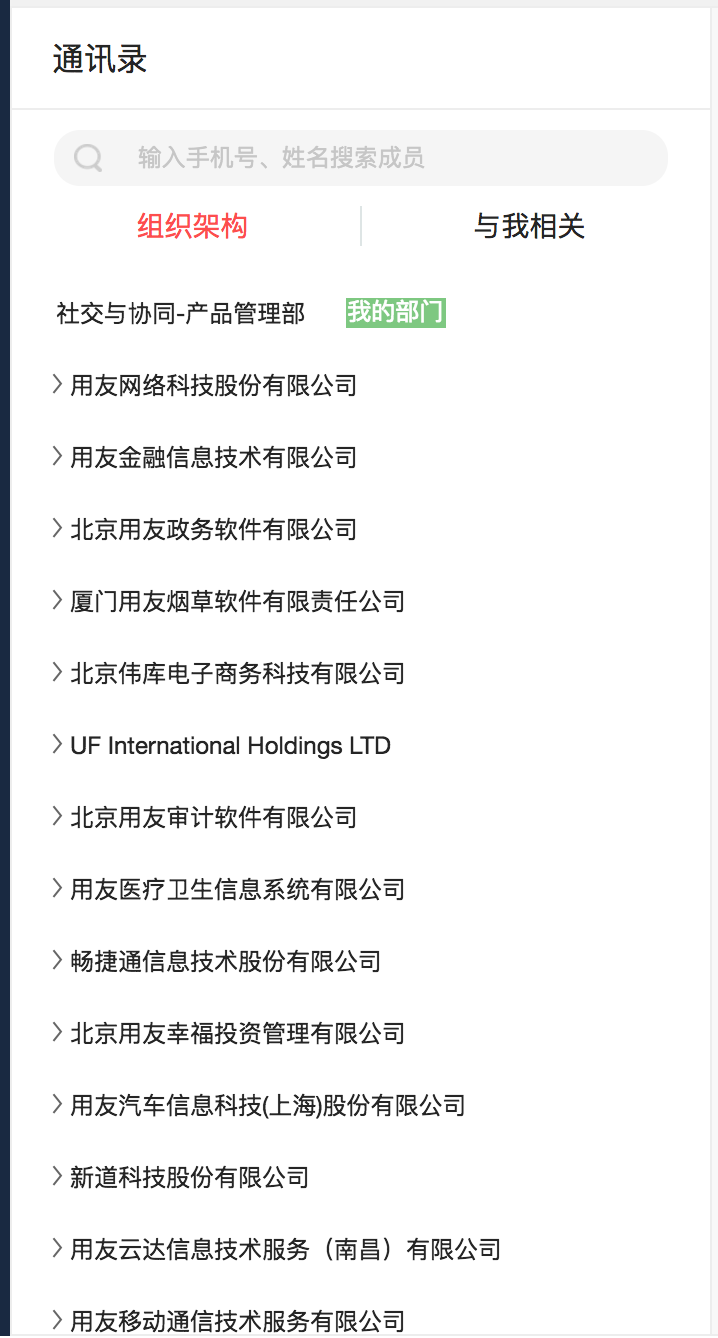 通讯录
输入手机号、姓名搜索成员
组织架构 与我相关
社交与协同-产品管理部 我的部门
用友网络科技股份有限公司
用友金融信息技术有限公司
北京用友政务软件有限公司
厦门用友烟草软件有限责任公司
北京伟库电子商务科技有限公司
UF International Holdings LTD
北京用友审计软件有限公司
用友医疗卫生信息系统有限公司
畅捷通信息技术股份有限公司
北京用友幸福投资管理有限公司
用友汽车信息科技(上海)股份有限公司
新道科技股份有限公司
用友云达信息技术服务（南昌）有限公司
用友移动通信技术服务有限公司